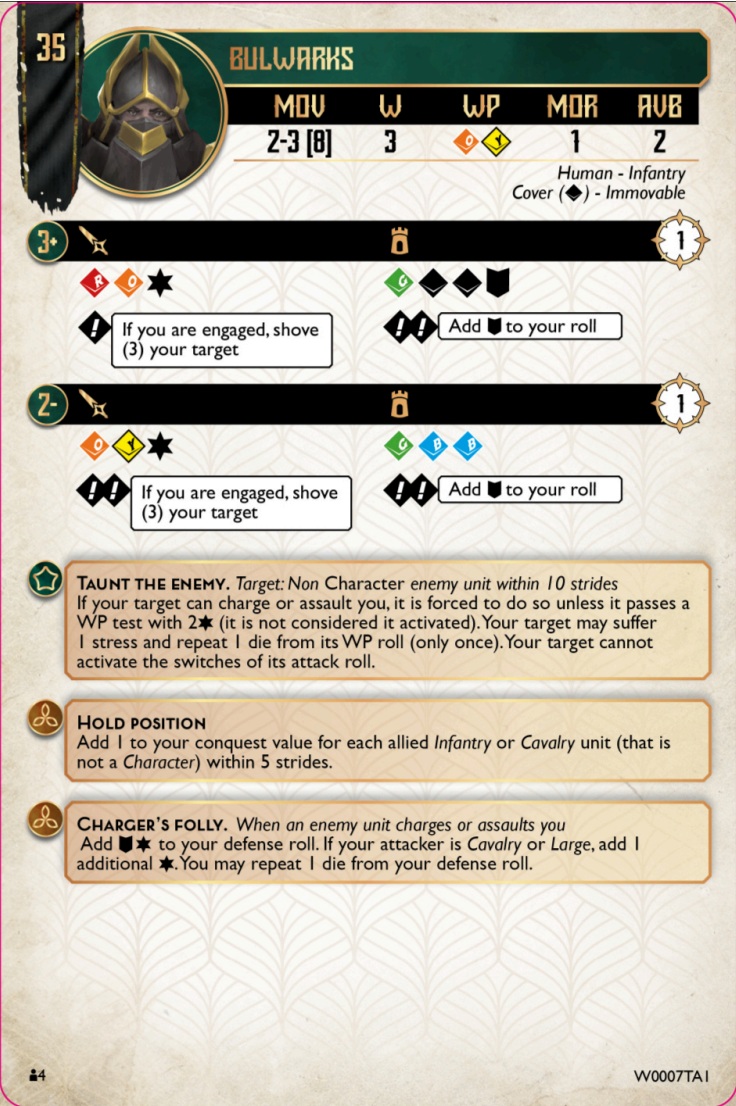 35
BULWARKS
MOV W WP MOR AVB
2-3 [8] 3 O Y 1 2
Human - Infantry
Cover (◆) - Immovable
3+ 1
R O G
! If you are engaged, shove
(3) your target
!! Add to your roll
2- 1
O Y G B B
!! If you are engaged, shove
(3) your target
!! Add to your roll
TAUNT THE ENEMY. Target: Non Character enemy unit within 10 strides
If your target can charge or assault you, it is forced to do so unless it passes a
WP test with 2✶ (it is not considered it activated). Your target may suffer
1 stress and repeat 1 die from its WP roll (only once). Your target cannot
activate the switches of its attack roll.
HOLD POSITION
Add 1 to your conquest value for each allied Infantry or Cavalry unit (that is
not a Character) within 5 strides.
CHARGER'S FOLLY. When an enemy unit charges or assaults you
Add ✶ to your defense roll. If your attacker is Cavalry or Large, add 1
additional ✶. You may repeat 1 die from your defense roll.
4
W0007TA1